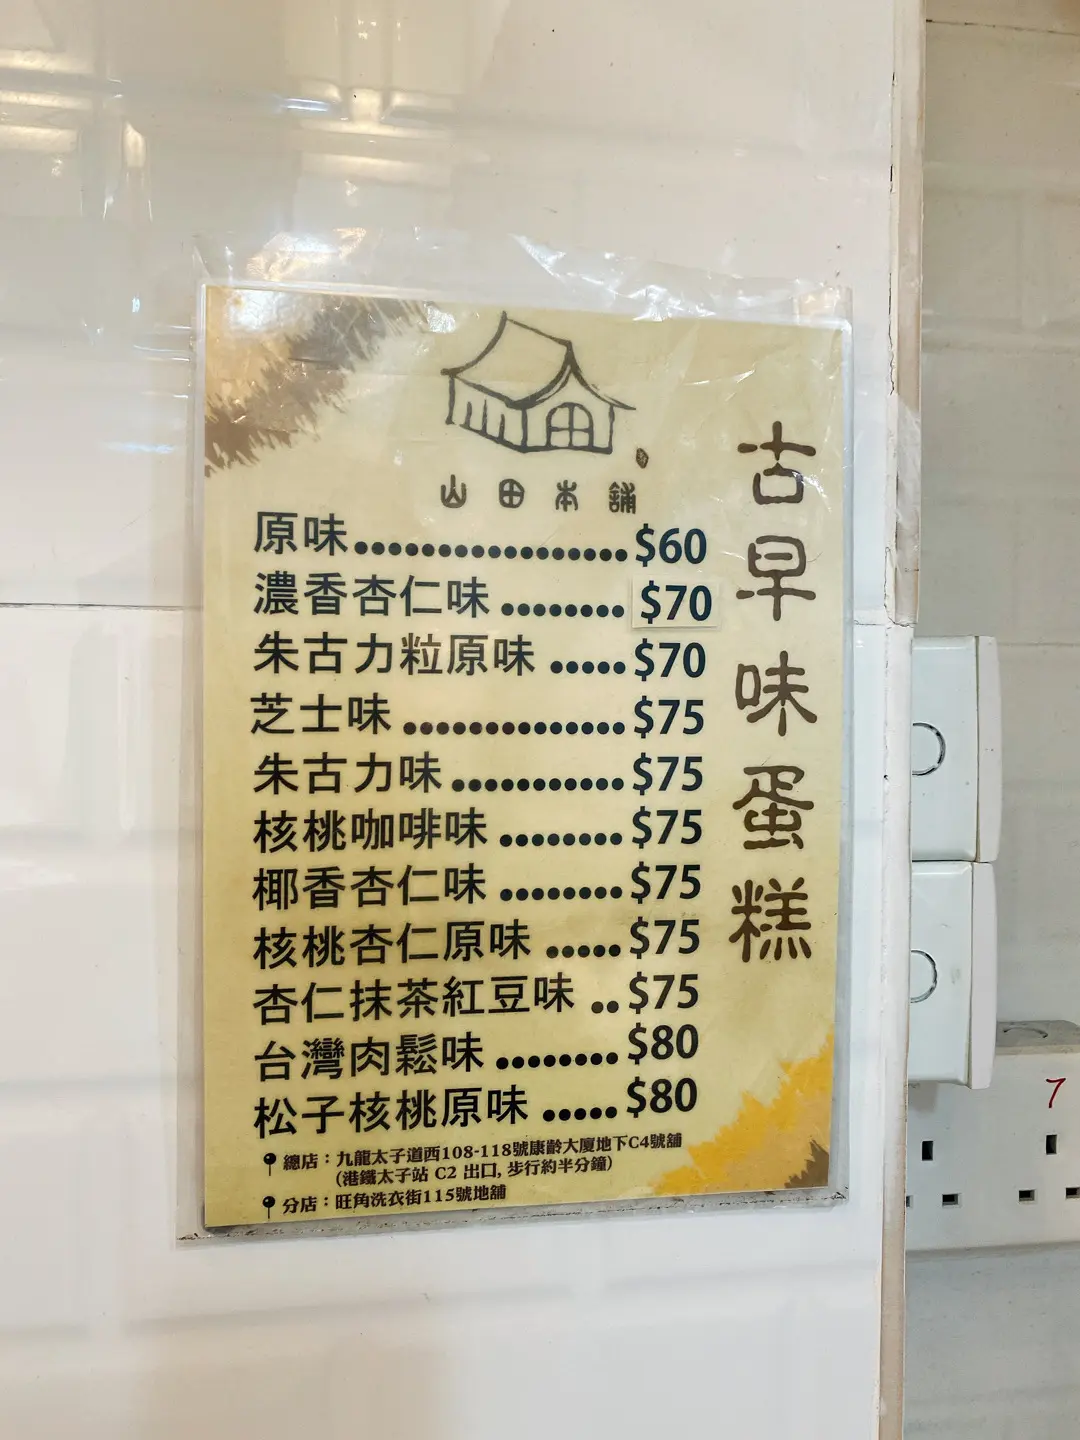 山田本舖
古早味蛋糕
原味.................$60
濃香杏仁味........$70
朱古力粒原味.....$70
芝士味..............$75
朱古力味...........$75
核桃咖啡味........$75
椰香杏仁味........$75
核桃杏仁原味.....$75
杏仁抹茶紅豆味..$75
台灣肉鬆味........$80
松子核桃原味.....$80
總店：九龍太子道西108-118號康齡大廈地下C4號舖
(港鐵太子站 C2 出口, 步行約半分鐘)
分店：旺角洗衣街115號地舖
7